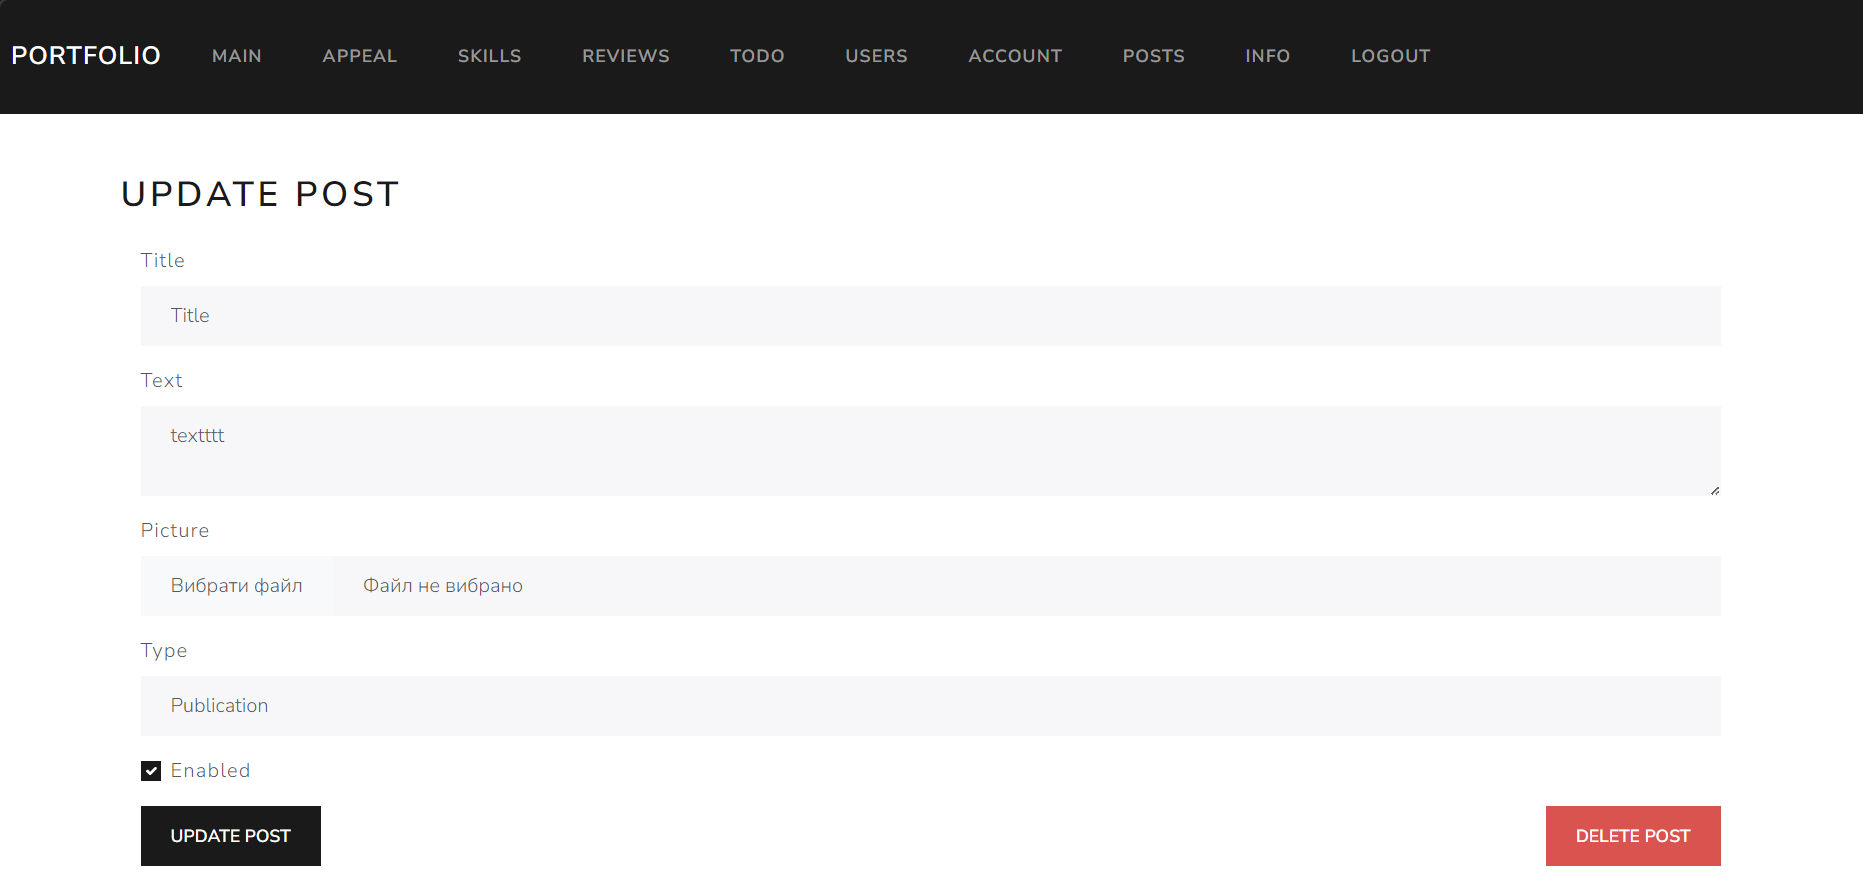 PORTFOLIO MAIN APPEAL SKILLS REVIEWS TODO USERS ACCOUNT POSTS INFO LOGOUT
UPDATE POST
Title
Title
Text
textttt
Picture
Вибрати файл Файл не вибрано
Type
Publication
Enabled
UPDATE POST DELETE POST